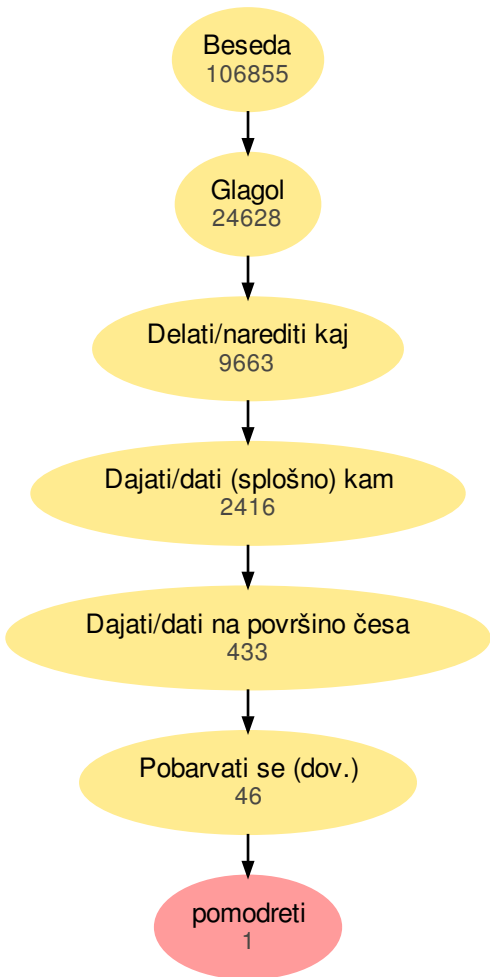 Beseda
106855
Glagol
24628
Delati/narediti kaj
9663
Dajati/dati (splošno) kam
2416
Dajati/dati na površino česa
433
Pobarvati se (dov.)
46
pomodreti
1